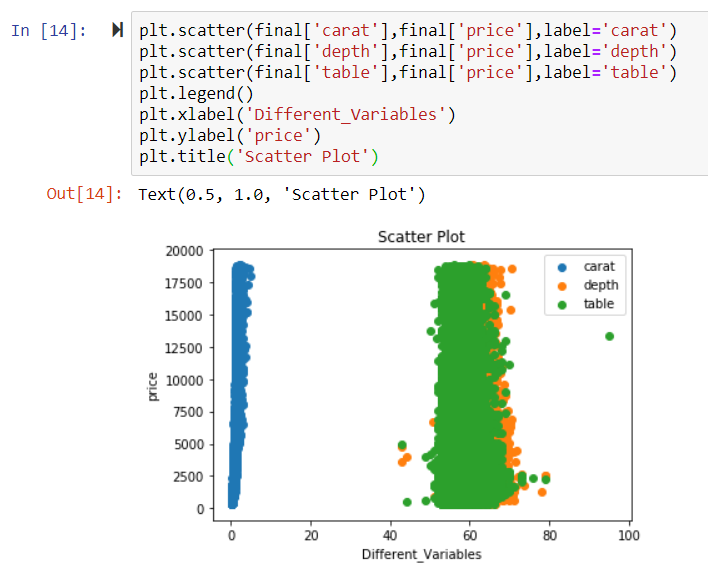 In [14]:
plt.scatter(final['carat'],final['price'],label='carat')
plt.scatter(final['depth'],final['price'],label='depth')
plt.scatter(final['table'],final['price'],label='table')
plt.legend()
plt.xlabel('Different_Variables')
plt.ylabel('price')
plt.title('Scatter Plot')
Out[14]: Text(0.5, 1.0, 'Scatter Plot')
Scatter Plot
20000
17500
15000
12500
10000
7500
5000
2500
0
price
carat
depth
table
0 20 40 60 80 100
Different_Variables